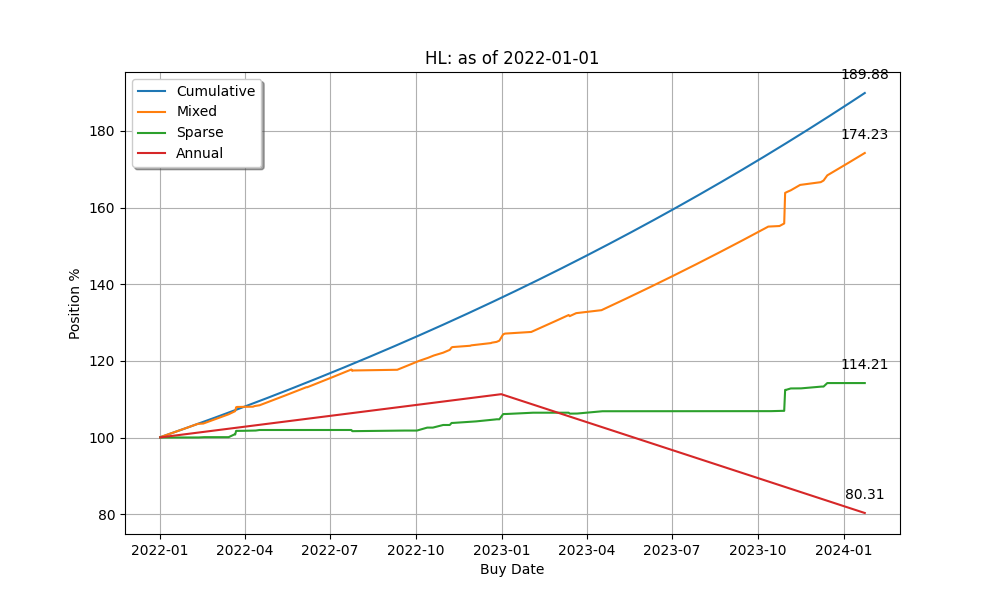 HL: as of 2022-01-01
189.88
Cumulative
Mixed
Sparse
Annual
174.23
114.21
80.31
180
160
140
120
100
80
Position %
2022-01 2022-04 2022-07 2022-10 2023-01 2023-04 2023-07 2023-10 2024-01
Buy Date